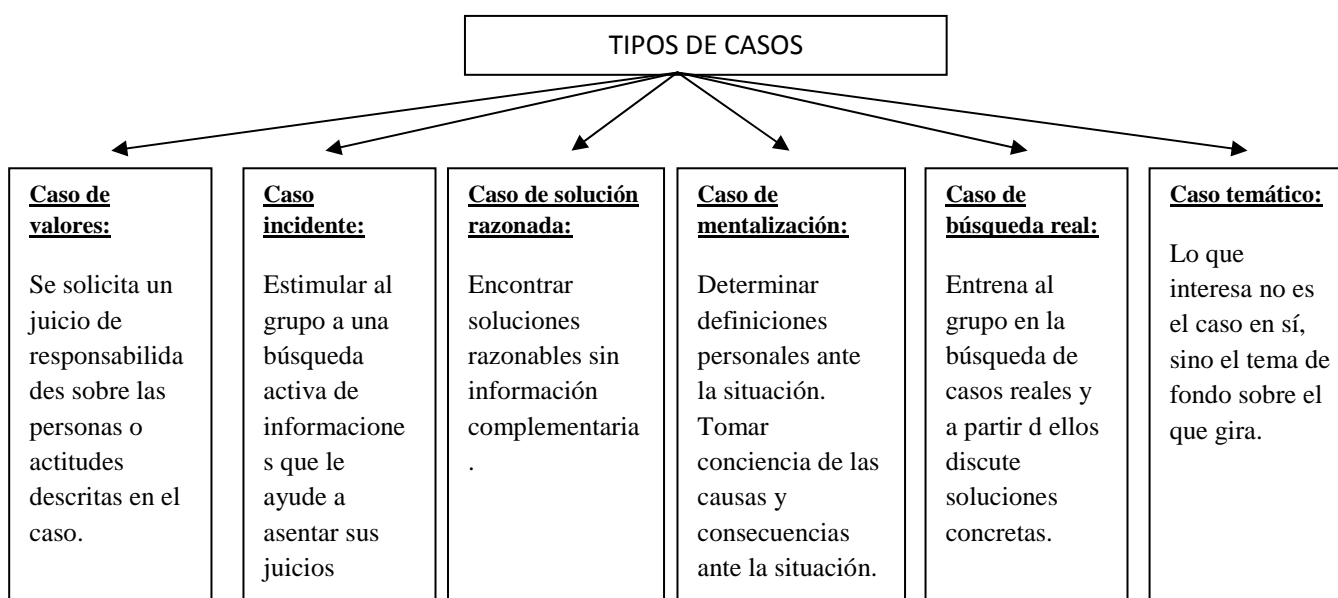 TIPOS DE CASOS
Caso de
valores:
Se solicita un
juicio de
responsabilida
des sobre las
personas o
actitudes
descritas en el
caso.
Caso
incidente:
Estimular al
grupo a una
búsqueda
activa de
informacione
s que le
ayude a
asentar sus
juicios
Caso de solución
razonada:
Encontrar
soluciones
razonables sin
información
complementaria
.
Caso de
mentalización:
Determinar
definiciones
personales ante
la situación.
Tomar
conciencia de las
causas y
consecuencias
ante la situación.
Caso de
búsqueda real:
Entrena al
grupo en la
búsqueda de
casos reales y
a partir d ellos
discute
soluciones
concretas.
Caso temático:
Lo que
interesa no es
el caso en sí,
sino el tema de
fondo sobre el
que gira.